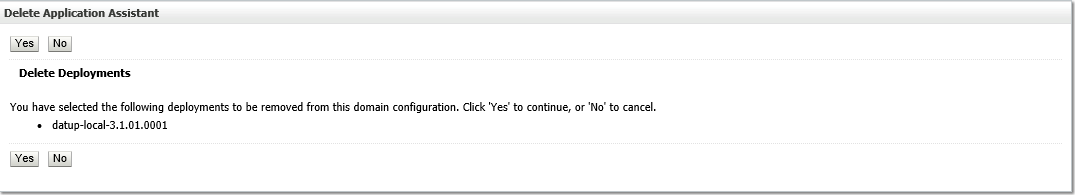 Delete Application Assistant
Yes No
Delete Deployments
You have selected the following deployments to be removed from this domain configuration. Click 'Yes' to continue, or 'No' to cancel.
• datup-local-3.1.01.0001
Yes No